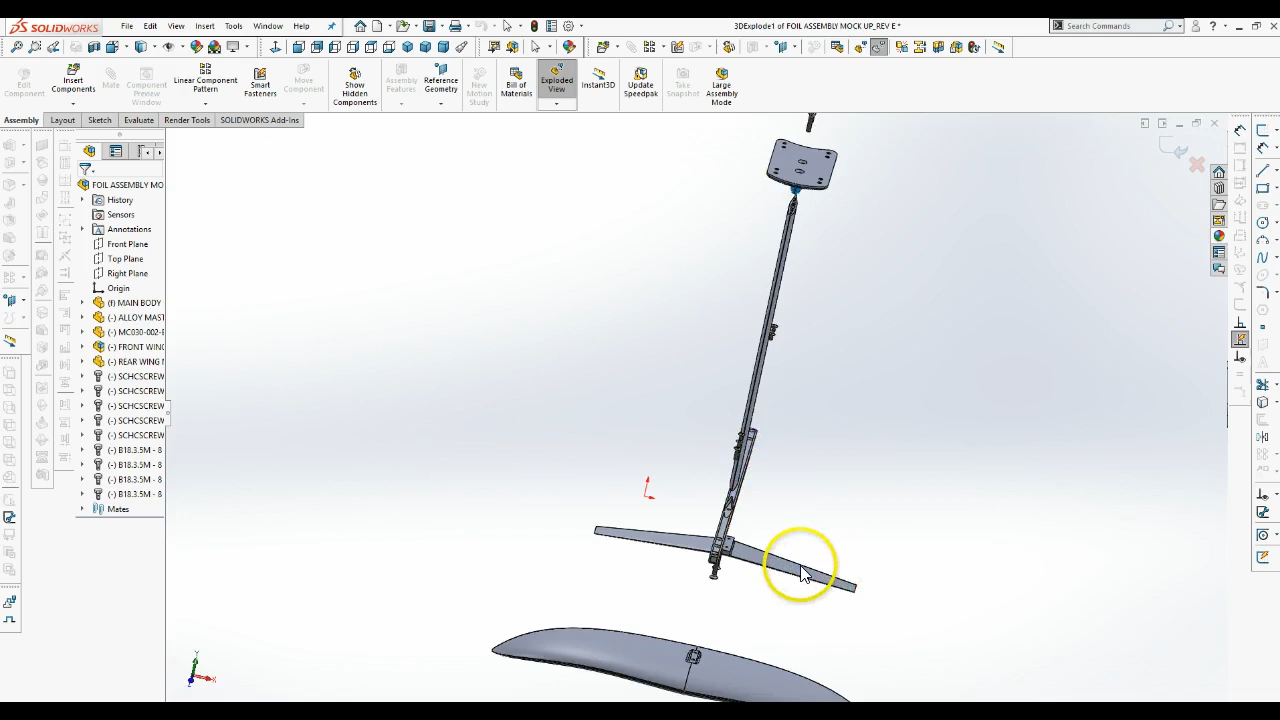 SOLIDWORKS File Edit View Insert Tools Window Help 3DExplode1 of FOIL ASSEMBLY MOCK UP_REV E * Search Commands
Edit Component
Insert Components
Mate
Component Preview Window
Linear Component Pattern
Smart Fasteners
Move Component
Show Hidden Components
Assembly Features
Reference Geometry
New Motion Study
Bill of Materials
Exploded View
Instant3D
Update Speedpak
Take Snapshot
Large Assembly Mode
Assembly Layout Sketch Evaluate Render Tools SOLIDWORKS Add-Ins
FOIL ASSEMBLY MO
History
Sensors
Annotations
Front Plane
Top Plane
Right Plane
Origin
(f) MAIN BODY
(-) ALLOY MAST
(-) MC030-002-E
(-) FRONT WING
(-) REAR WING M
(-) SCHCSCREW
(-) SCHCSCREW
(-) SCHCSCREW
(-) SCHCSCREW
(-) SCHCSCREW
(-) B18.3.5M - 8
(-) B18.3.5M - 8
(-) B18.3.5M - 8
(-) B18.3.5M - 8
Mates
Y
X
Z